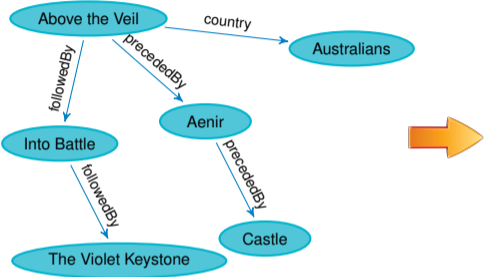 Above the Veil
country
Australians
followedBy
precededBy
Aenir
Into Battle
followedBy
precededBy
Castle
The Violet Keystone